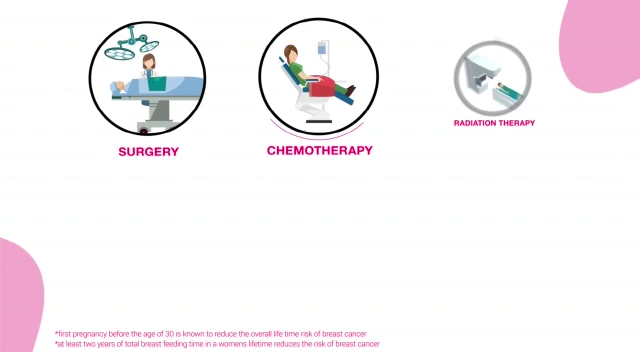 SURGERY
CHEMOTHERAPY
RADIATION THERAPY
*first pregnancy before the age of 30 is known to reduce the overall life time risk of breast cancer
*at least two years of total breast feeding time in a womens lifetime reduces the risk of breast cancer